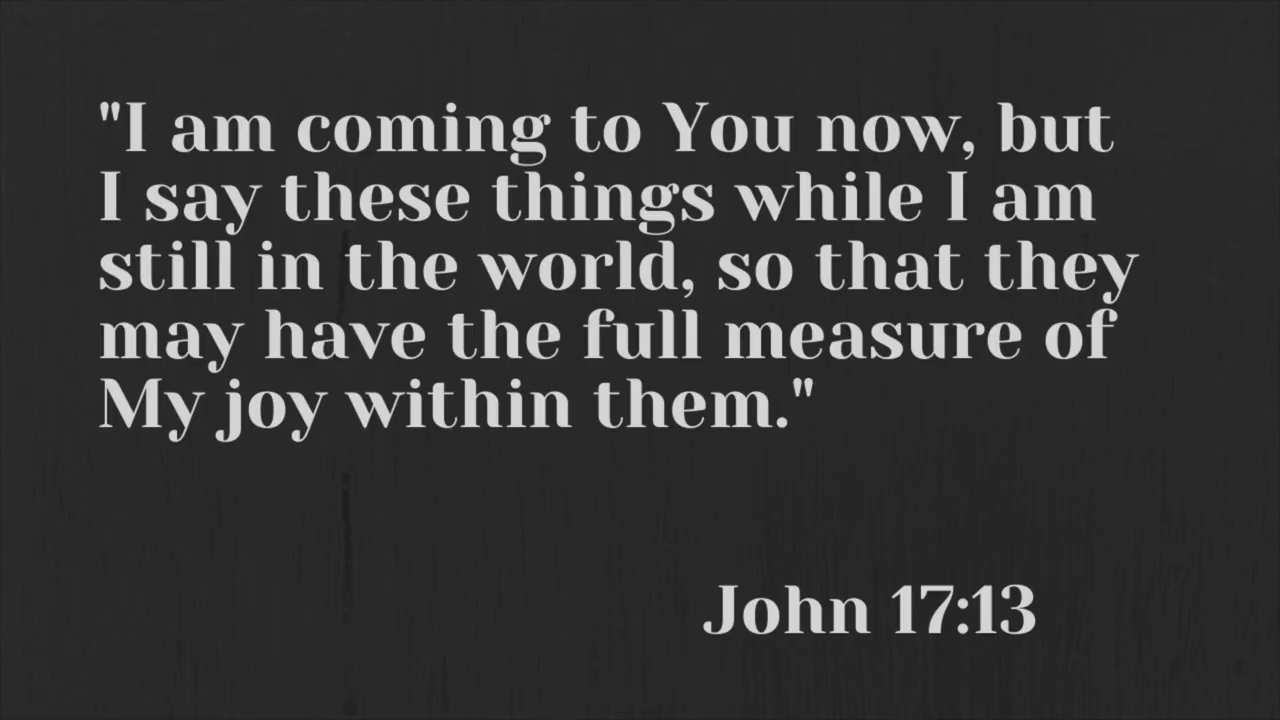 "I am coming to You now, but
I say these things while I am
still in the world, so that they
may have the full measure of
My joy within them."
John 17:13